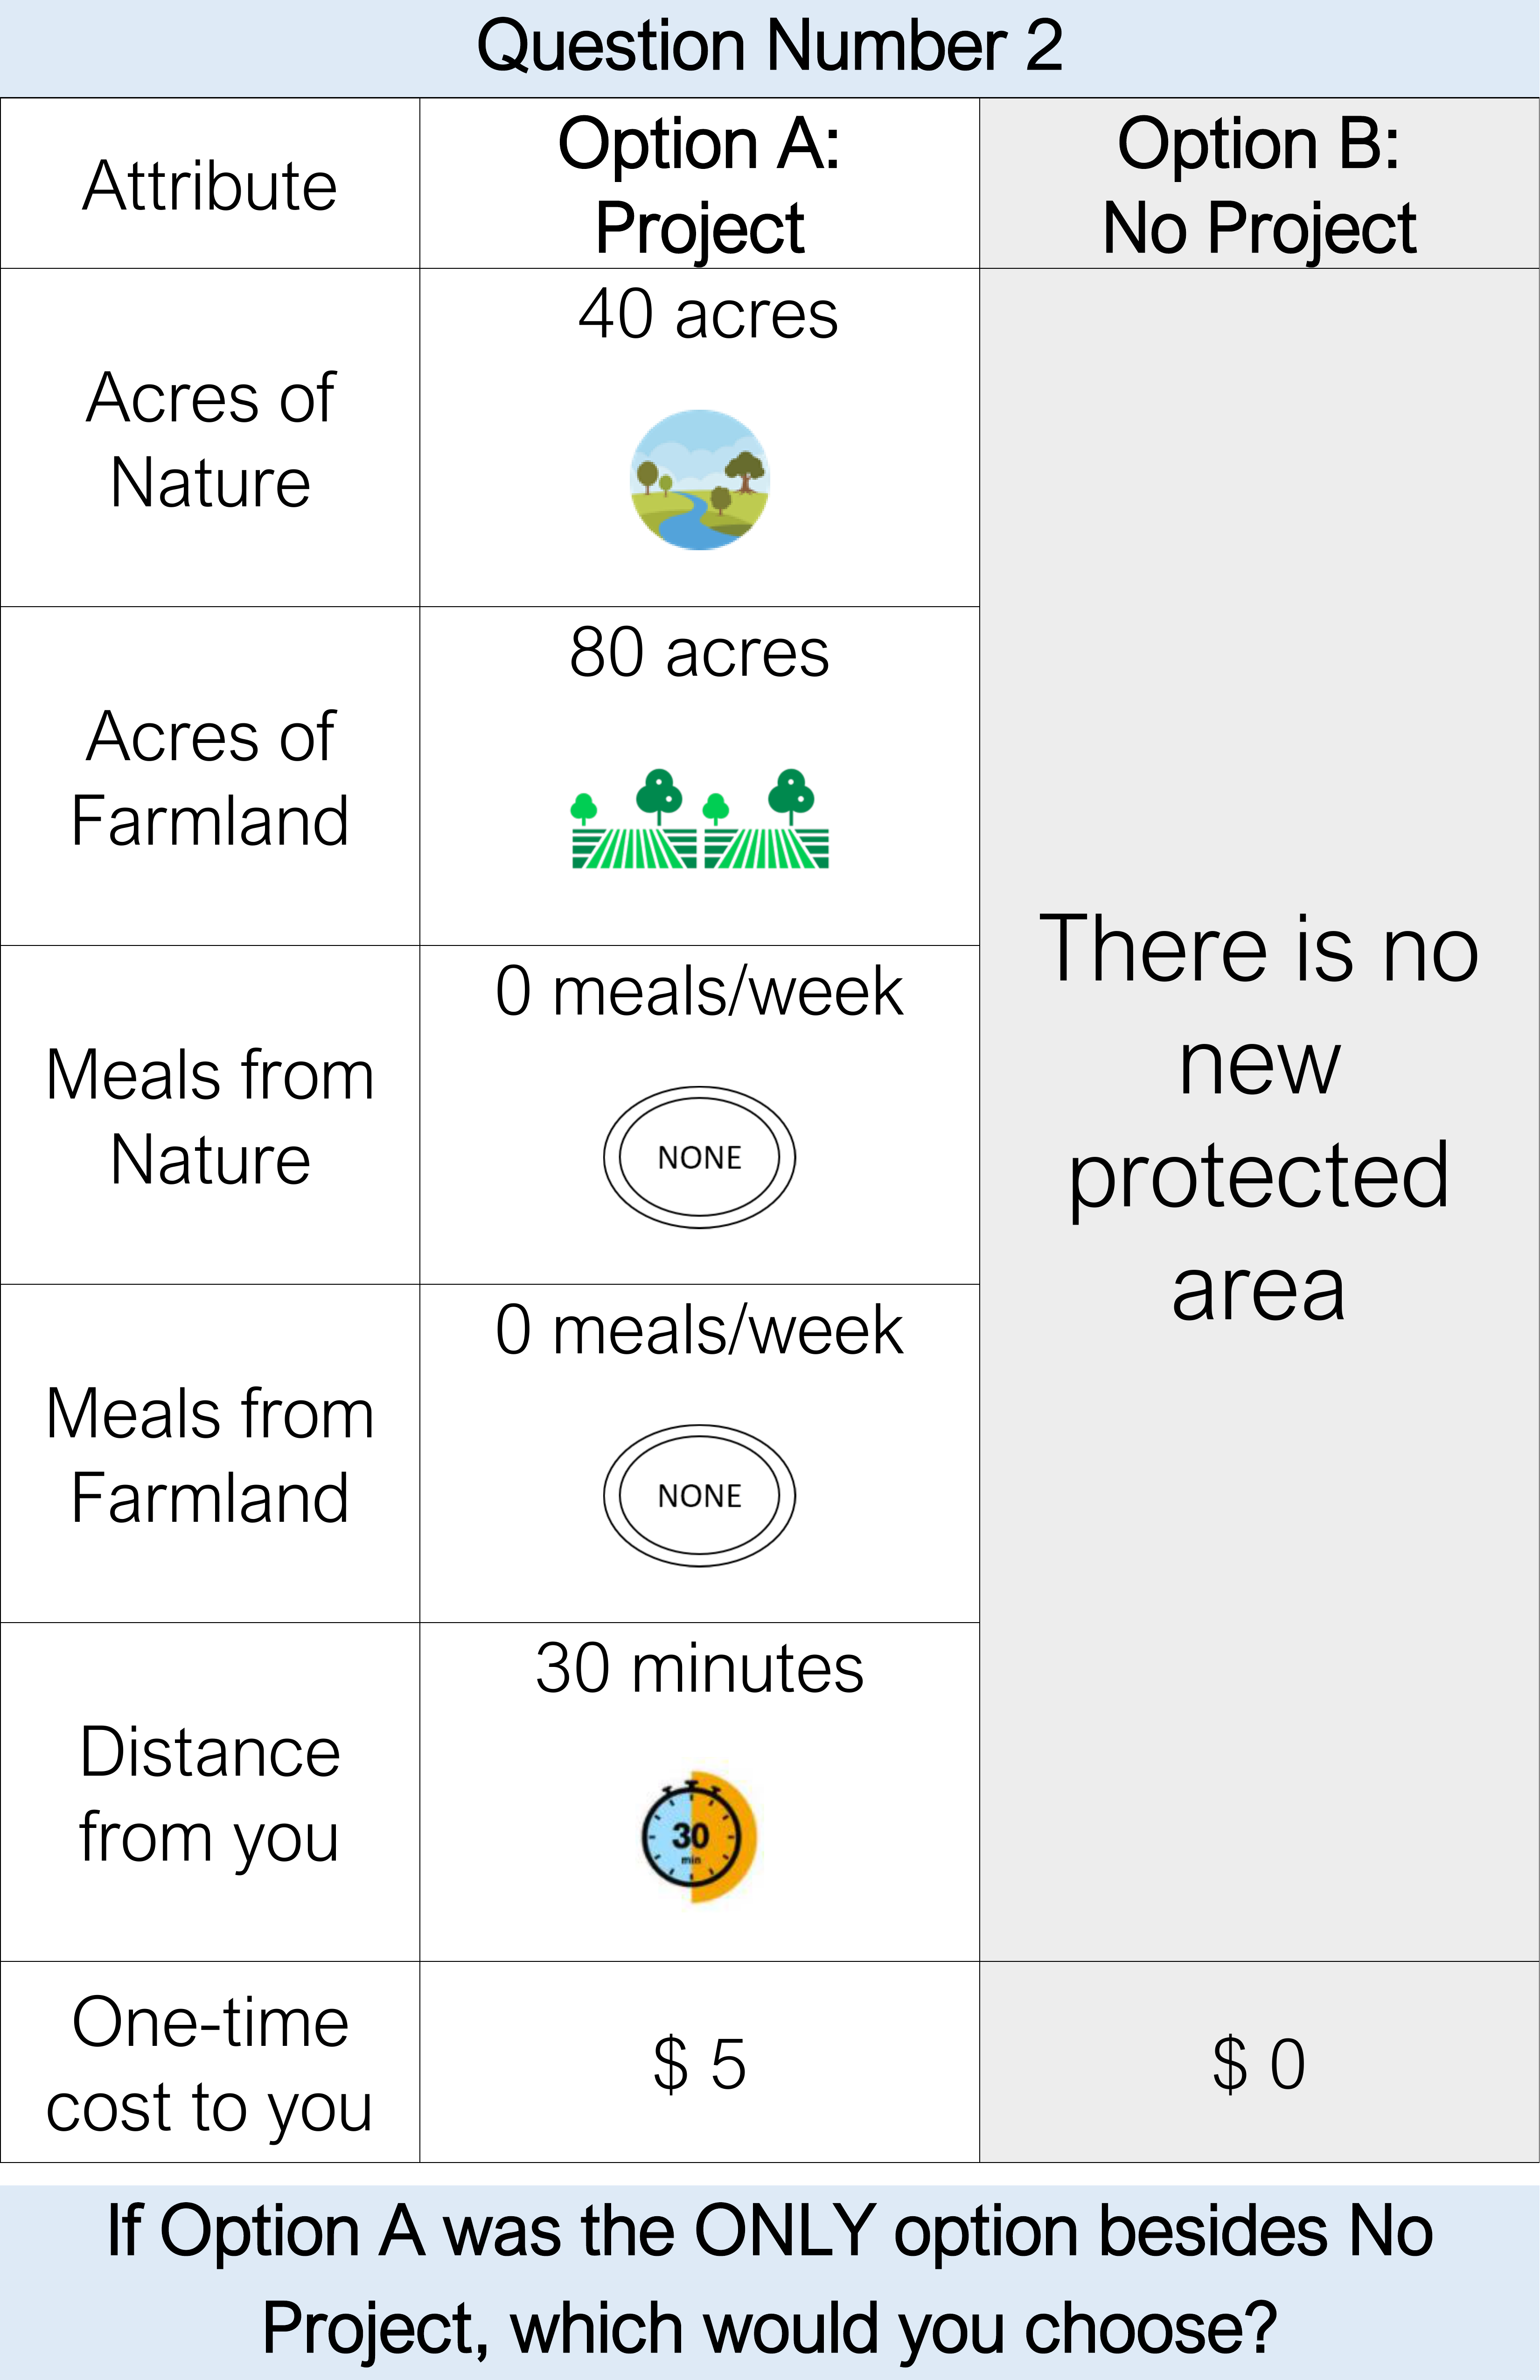 Question Number 2
Attribute
Option A:
Project
Option B:
No Project
Acres of
Nature
40 acres
Acres of
Farmland
80 acres
Meals from
Nature
0 meals/week
NONE
Meals from
Farmland
0 meals/week
NONE
Distance
from you
30 minutes
30
min
There is no
new
protected
area
One-time
cost to you
$ 5
$ 0
If Option A was the ONLY option besides No
Project, which would you choose?